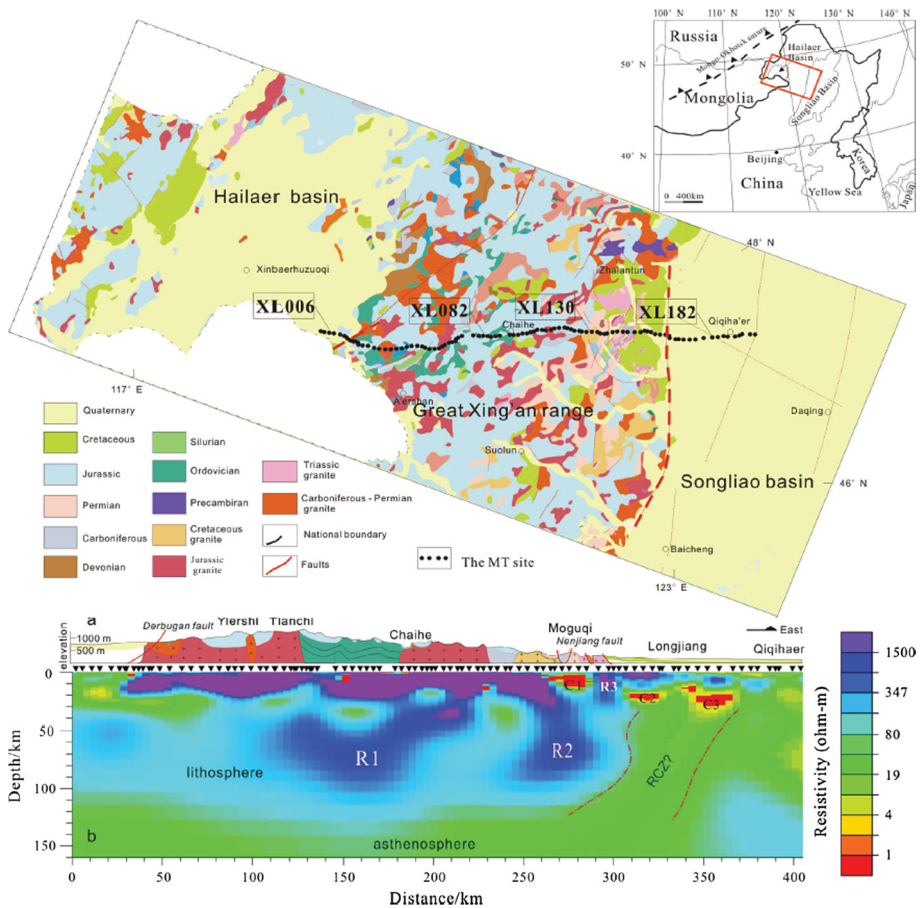 100° N
110° N
120° N
130° N
140° N
Russia
Hailaer
Basin
50°N
Mongolia
Songliao Basin
40°N
Beijing
Korea
China
Yellow Sea
Japan
0 400km
Hailaer basin
48° N
Xinbaerhuzuoqi
Zhalantun
XL006
XL082
XL130
XL182
Chaihe
Qiqiha'er
117° E
Great Xing'an range
Daqing
Suolun
Songliao basin
46° N
Baicheng
123° E
Quaternary
Cretaceous
Silurian
Jurassic
Ordovician
Triassic
granite
Permian
Precambiran
Carboniferous - Permian
granite
Carboniferous
Cretaceous
granite
National boundary
Devonian
Jurassic
granite
Faults
The MT site
a
Derbugan fault
Yiershi
Tianchi
Chaihe
Moguqi
Nenjiang fault
Longjiang
East
Qiqihaer
elevation
1000 m
500 m
0
50
100
150
Depth/km
C1
R3
C2
C3
R1
R2
RCZ?
lithosphere
asthenosphere
b
0 50 100 150 200 250 300 350 400
Distance/km
Resistivity (ohm-m)
1500
347
80
19
4
1